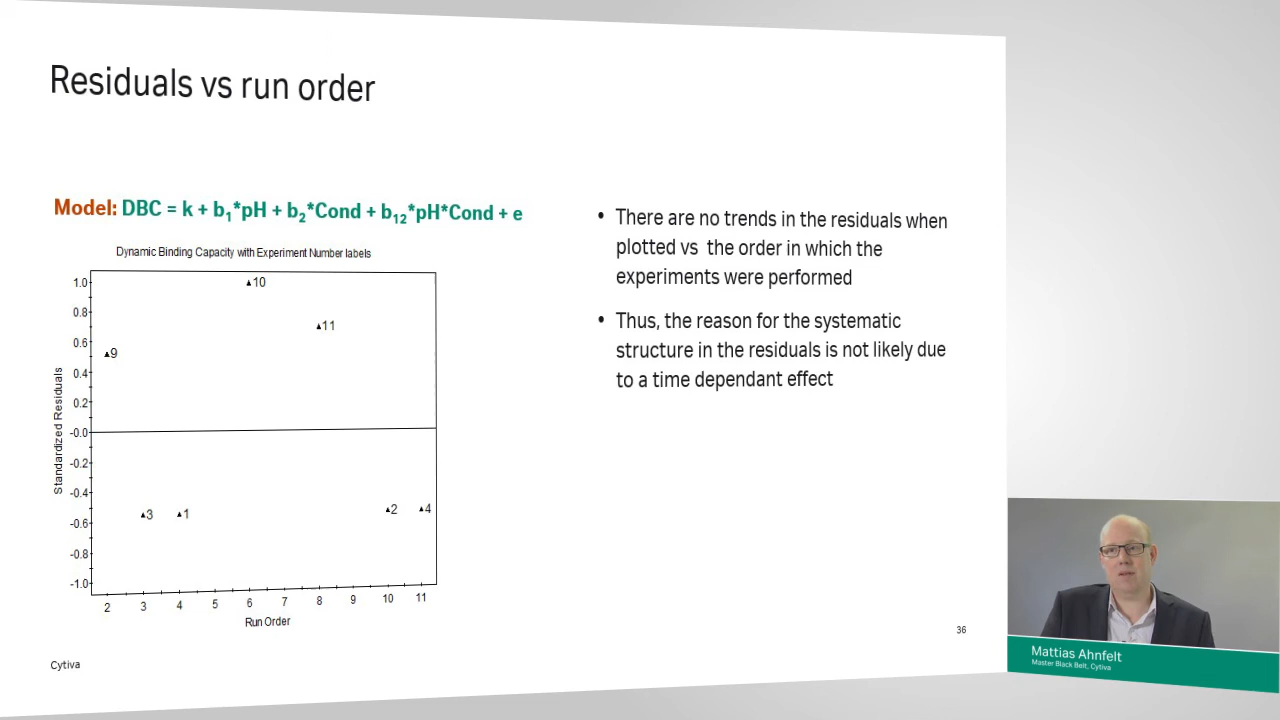 Residuals vs run order
Model: DBC = k + b₁*pH + b₂*Cond + b₁₂*pH*Cond + e
Dynamic Binding Capacity with Experiment Number labels
1.0
0.8
0.6
0.4
0.2
-0.0
-0.2
-0.4
-0.6
-0.8
-1.0
Standardized Residuals
9
10
11
3
1
2
4
2 3 4 5 6 7 8 9 10 11
Run Order
• There are no trends in the residuals when
plotted vs the order in which the
experiments were performed
• Thus, the reason for the systematic
structure in the residuals is not likely due
to a time dependant effect
Cytiva
36
Mattias Ahnfelt
Master Black Belt, Cytiva